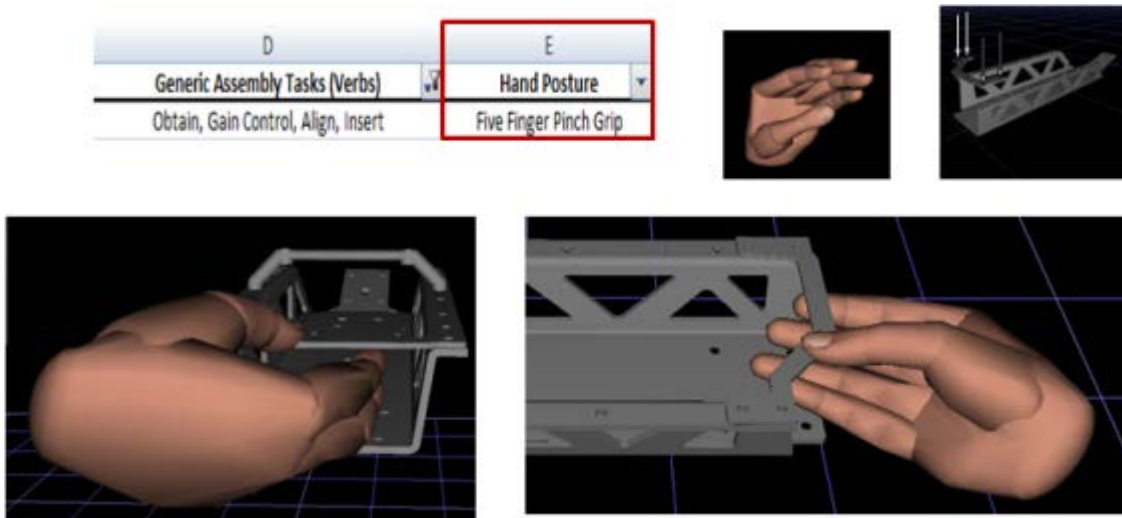 D E
Generic Assembly Tasks (Verbs) Hand Posture
Obtain, Gain Control, Align, Insert Five Finger Pinch Grip